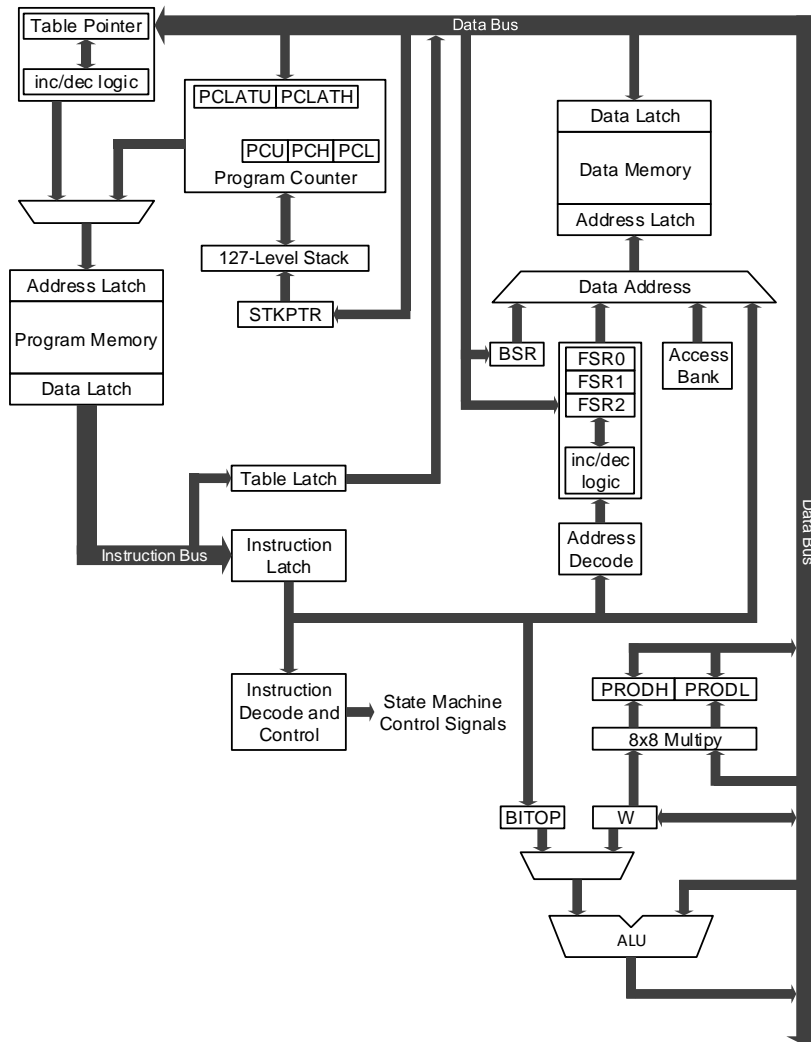 Data Bus
Table Pointer
inc/dec logic
PCLATU PCLATH
PCU PCH PCL
Program Counter
Data Latch
Data Memory
Address Latch
127-Level Stack
STKPTR
Address Latch
Program Memory
Data Latch
Data Address
BSR
FSR0
FSR1
FSR2
inc/dec
logic
Access
Bank
Table Latch
Instruction Bus
Instruction
Latch
Address
Decode
Data Bus
Instruction
Decode and
Control
State Machine
Control Signals
PRODH PRODL
8x8 Multipy
BITOP
W
ALU